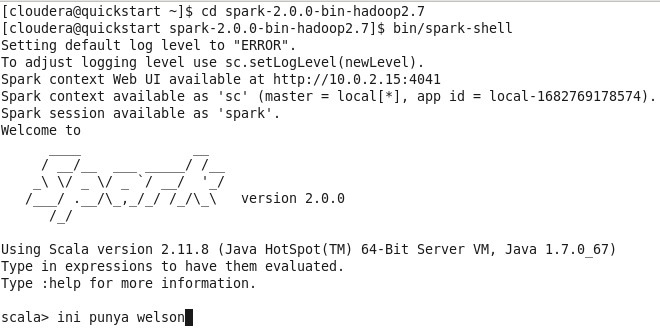 [cloudera@quickstart ~]$ cd spark-2.0.0-bin-hadoop2.7
[cloudera@quickstart spark-2.0.0-bin-hadoop2.7]$ bin/spark-shell
Setting default log level to "ERROR".
To adjust logging level use sc.setLogLevel(newLevel).
Spark context Web UI available at http://10.0.2.15:4041
Spark context available as 'sc' (master = local[*], app id = local-1682769178574).
Spark session available as 'spark'.
Welcome to
      ____              __
     / __/__  ___ _____/ /__
    _\ \/ _ \/ _ `/ __/  '_/
   /___/ .__/\_,_/_/ /_/\_\   version 2.0.0
      /_/
Using Scala version 2.11.8 (Java HotSpot(TM) 64-Bit Server VM, Java 1.7.0_67)
Type in expressions to have them evaluated.
Type :help for more information.
scala> ini punya welson